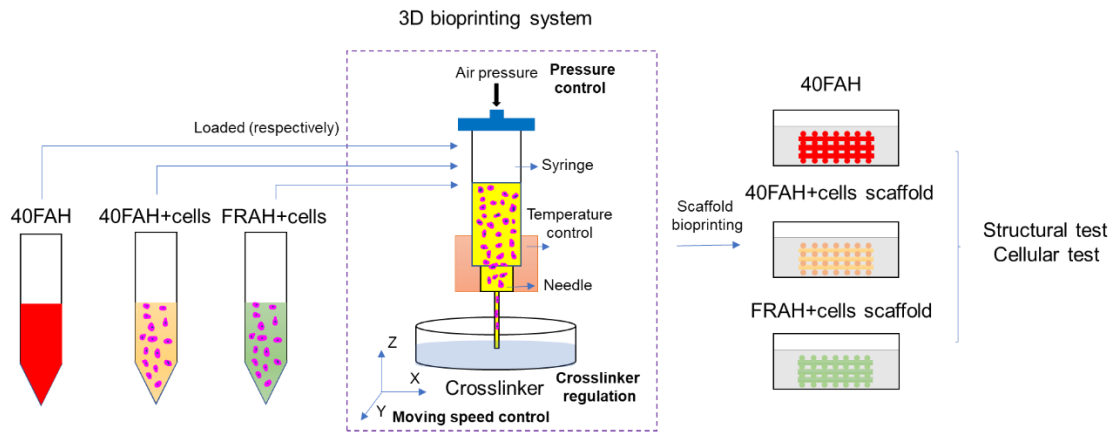 3D bioprinting system
Air pressure
Pressure
control
Loaded (respectively)
Syringe
40FAH
40FAH+cells
FRAH+cells
Temperature
control
Needle
Z
X
Y
Crosslinker
Crosslinker
regulation
Moving speed control
Scaffold
bioprinting
40FAH
40FAH+cells scaffold
FRAH+cells scaffold
Structural test
Cellular test